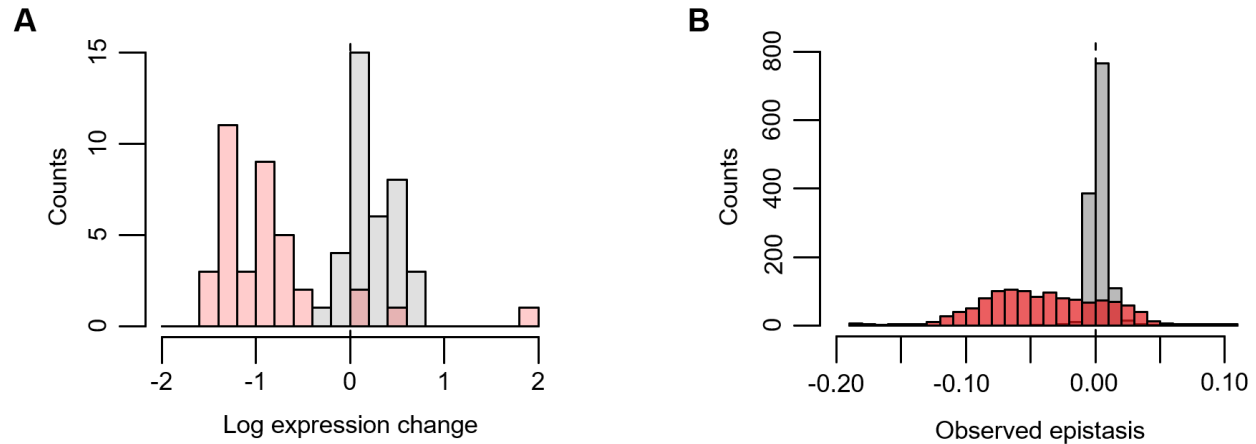 A
Counts
15
10
5
0
-2 -1 0 1 2
Log expression change
B
Counts
800
600
400
200
0
-0.20 -0.10 0.00 0.10
Observed epistasis